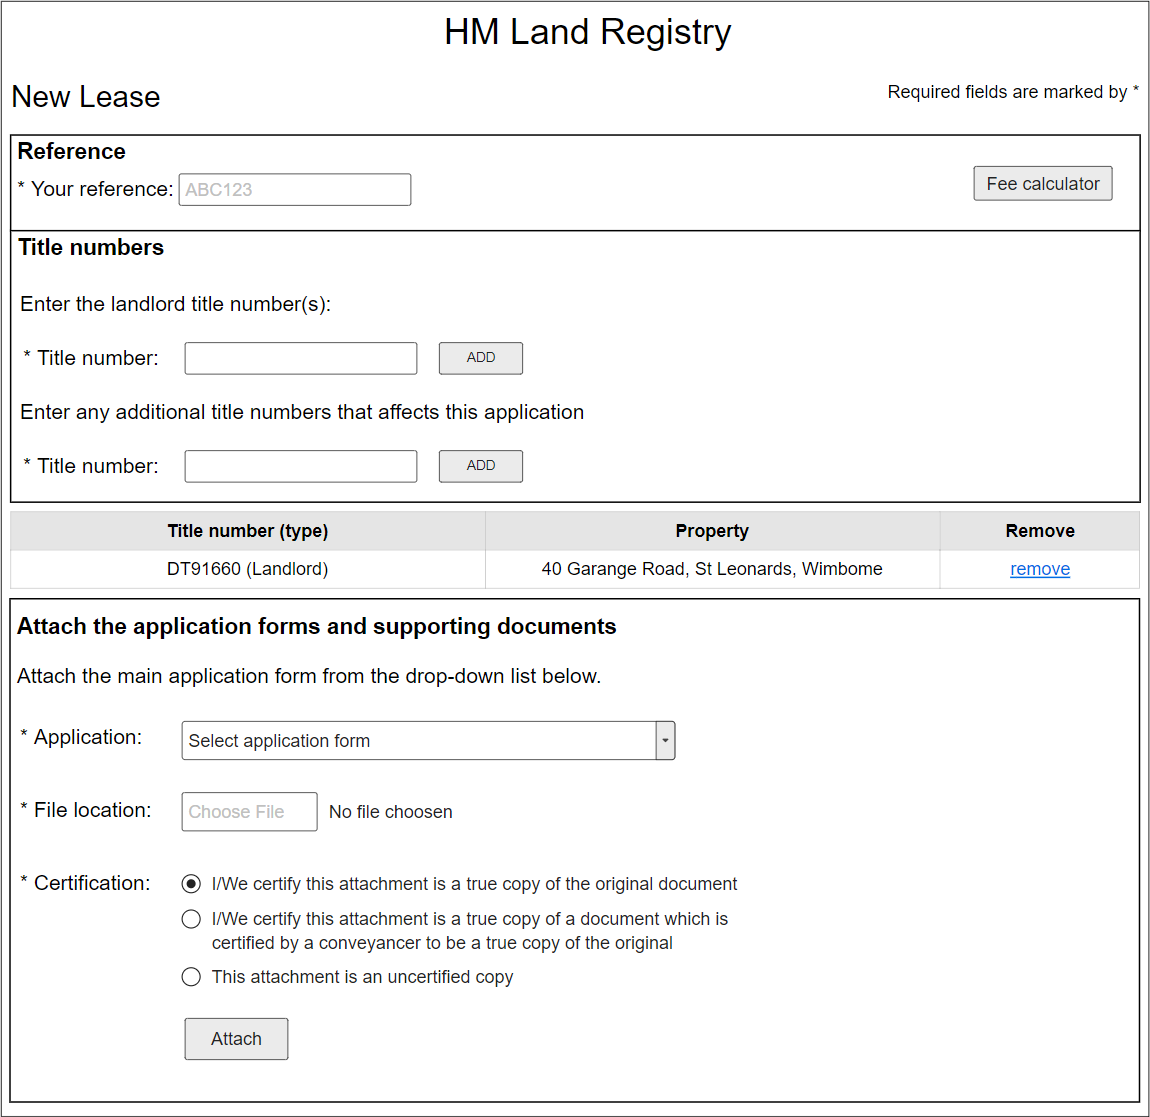 HM Land Registry
New Lease
Required fields are marked by *
Reference
* Your reference: ABC123
Fee calculator
Title numbers
Enter the landlord title number(s):
* Title number:
ADD
Enter any additional title numbers that affects this application
* Title number:
ADD
Title number (type) Property Remove
DT91660 (Landlord) 40 Garange Road, St Leonards, Wimbome remove
Attach the application forms and supporting documents
Attach the main application form from the drop-down list below.
* Application: Select application form
* File location: Choose File No file choosen
* Certification: I/We certify this attachment is a true copy of the original document
I/We certify this attachment is a true copy of a document which is
certified by a conveyancer to be a true copy of the original
This attachment is an uncertified copy
Attach